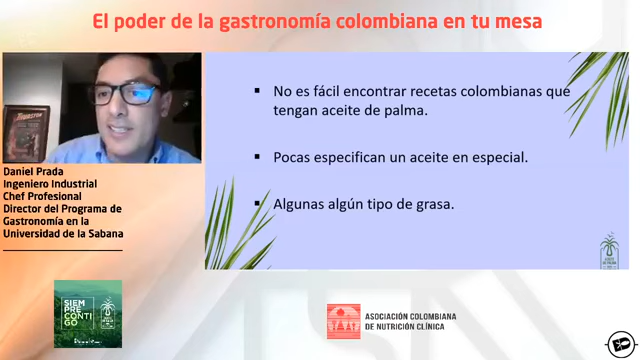 El poder de la gastronomía colombiana en tu mesa
Daniel Prada
Ingeniero Industrial
Chef Profesional
Director del Programa de
Gastronomía en la
Universidad de la Sabana
▪ No es fácil encontrar recetas colombianas que
tengan aceite de palma.
▪ Pocas especifican un aceite en especial.
▪ Algunas algún tipo de grasa.
SIEM
PRE
CONTI
GO
ASOCIACIÓN COLOMBIANA
DE NUTRICIÓN CLÍNICA